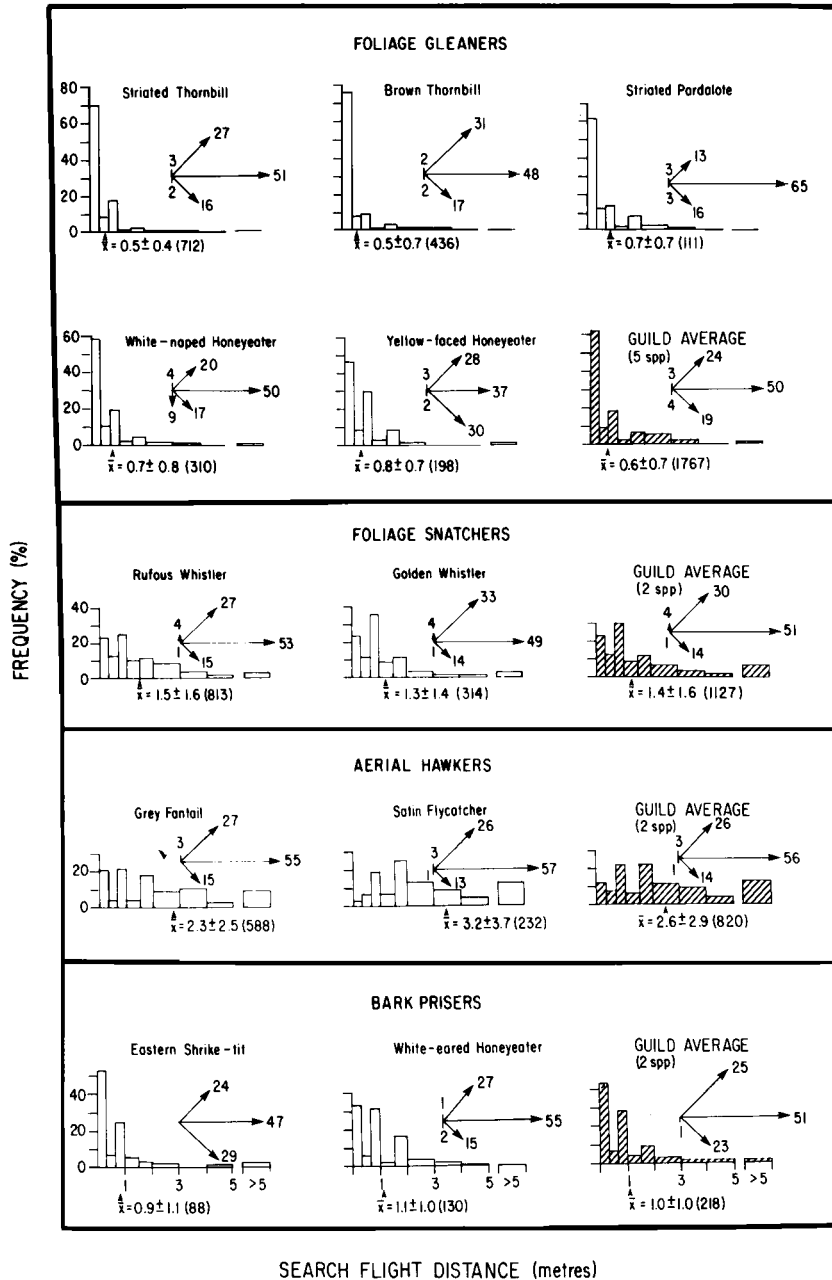 FOLIAGE GLEANERS
Striated Thornbill
Brown Thornbill
Striated Pardalote
80
60
40
20
0
3
27
51
2
16
x̄ = 0.5 ± 0.4 (712)
2
31
48
2
17
x̄ = 0.5 ± 0.7 (436)
3
13
65
3
16
x̄ = 0.7 ± 0.7 (111)
White-naped Honeyeater
Yellow-faced Honeyeater
GUILD AVERAGE
(5 spp)
60
40
20
0
4
20
50
9
17
x̄ = 0.7 ± 0.8 (310)
3
28
37
2
30
x̄ = 0.8 ± 0.7 (198)
3
24
50
4
19
x̄ = 0.6 ± 0.7 (1767)
FREQUENCY (%)
FOLIAGE SNATCHERS
Rufous Whistler
Golden Whistler
GUILD AVERAGE
(2 spp)
40
20
0
4
27
53
1
15
x̄ = 1.5 ± 1.6 (813)
4
33
49
1
14
x̄ = 1.3 ± 1.4 (314)
4
30
51
1
14
x̄ = 1.4 ± 1.6 (1127)
AERIAL HAWKERS
Grey Fantail
Satin Flycatcher
GUILD AVERAGE
(2 spp)
20
0
3
27
55
15
x̄ = 2.3 ± 2.5 (588)
3
26
57
1
13
x̄ = 3.2 ± 3.7 (232)
3
26
56
1
14
x̄ = 2.6 ± 2.9 (820)
BARK PRISERS
Eastern Shrike-tit
White-eared Honeyeater
GUILD AVERAGE
(2 spp)
40
20
0
24
47
29
1
3
5
>5
x̄ = 0.9 ± 1.1 (88)
1
27
55
2
15
1
3
5
>5
x̄ = 1.1 ± 1.0 (130)
25
51
1
23
1
3
5
>5
x̄ = 1.0 ± 1.0 (218)
SEARCH FLIGHT DISTANCE (metres)